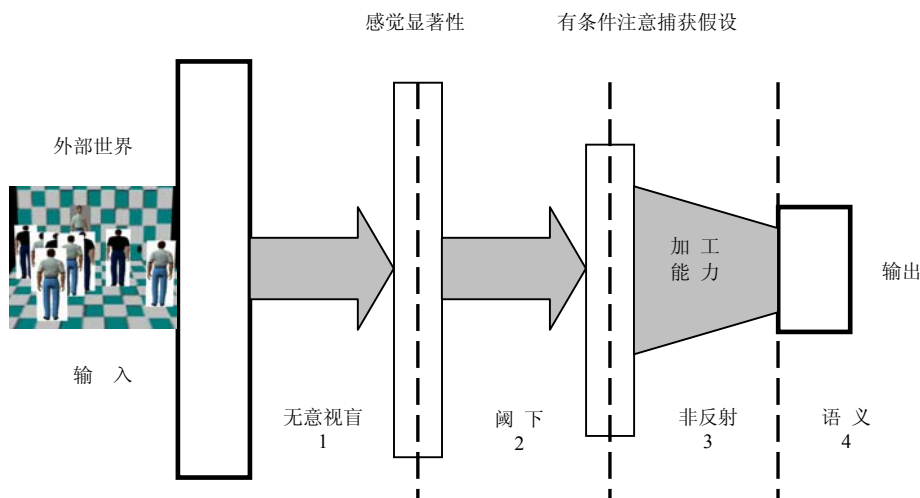 感觉显著性
有条件注意捕获假设
外部世界
加 工
能 力
输出
输 入
无意视盲
1
阈 下
2
非反射
3
语 义
4